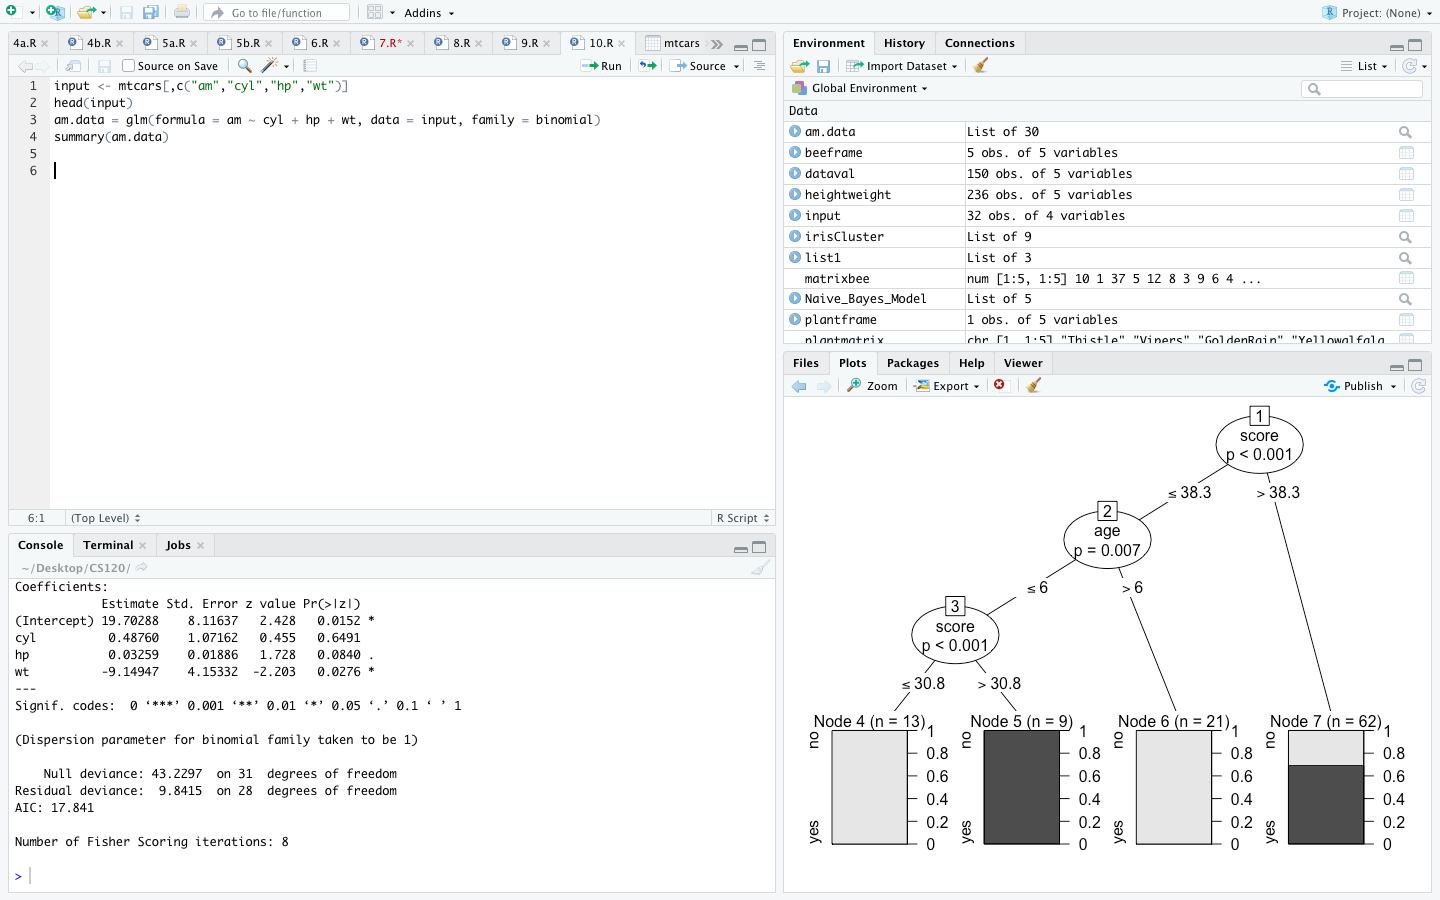 Go to file/function
Addins
Project: (None)
4a.R
4b.R
5a.R
5b.R
6.R
7.R*
8.R
9.R
10.R
mtcars
Source on Save
Run
Source
1 input <- mtcars[,c("am","cyl","hp","wt")]
2 head(input)
3 am.data = glm(formula = am ~ cyl + hp + wt, data = input, family = binomial)
4 summary(am.data)
5
6
6:1
(Top Level)
R Script
Console
Terminal
Jobs
~/Desktop/CS120/
Coefficients:
Estimate Std. Error z value Pr(>|z|)
(Intercept) 19.70288 8.11637 2.428 0.0152 *
cyl 0.48760 1.07162 0.455 0.6491
hp 0.03259 0.01886 1.728 0.0840 .
wt -9.14947 4.15332 -2.203 0.0276 *
---
Signif. codes: 0 ‘***’ 0.001 ‘**’ 0.01 ‘*’ 0.05 ‘.’ 0.1 ‘ ’ 1
(Dispersion parameter for binomial family taken to be 1)
Null deviance: 43.2297 on 31 degrees of freedom
Residual deviance: 9.8415 on 28 degrees of freedom
AIC: 17.841
Number of Fisher Scoring iterations: 8
>
Environment
History
Connections
Import Dataset
List
Global Environment
Data
am.data List of 30
beeframe 5 obs. of 5 variables
dataval 150 obs. of 5 variables
heightweight 236 obs. of 5 variables
input 32 obs. of 4 variables
irisCluster List of 9
list1 List of 3
matrixbee num [1:5, 1:5] 10 1 37 5 12 8 3 9 6 4 ...
Naive_Bayes_Model List of 5
plantframe 1 obs. of 5 variables
plantmatrix chr [1, 1:5] "Thistle" "Vipers" "GoldenRain" "Yellowalfala
Files
Plots
Packages
Help
Viewer
Zoom
Export
Publish
1
score
p < 0.001
≤ 38.3
> 38.3
2
age
p = 0.007
≤ 6
> 6
3
score
p < 0.001
≤ 30.8
> 30.8
Node 4 (n = 13)
no
yes
1
0.8
0.6
0.4
0.2
0
Node 5 (n = 9)
no
yes
1
0.8
0.6
0.4
0.2
0
Node 6 (n = 21)
no
yes
1
0.8
0.6
0.4
0.2
0
Node 7 (n = 62)
no
yes
1
0.8
0.6
0.4
0.2
0